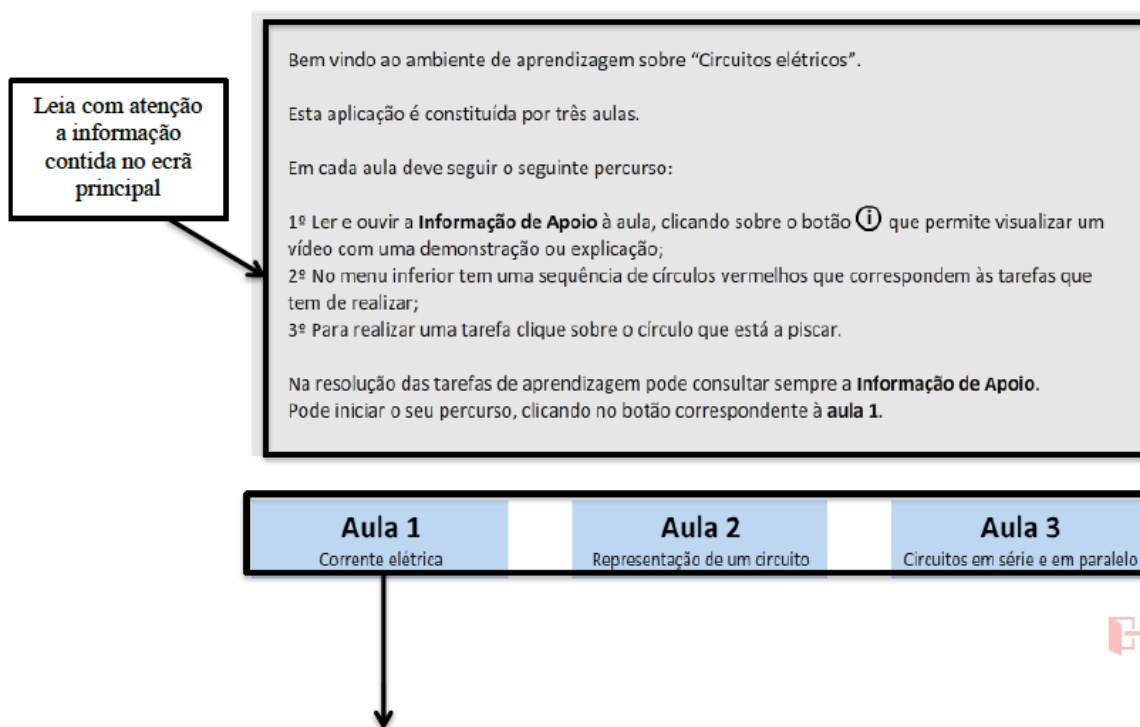 Leia com atenção
a informação
contida no ecrã
principal
Bem vindo ao ambiente de aprendizagem sobre “Circuitos elétricos”.
Esta aplicação é constituída por três aulas.
Em cada aula deve seguir o seguinte percurso:
1º Ler e ouvir a Informação de Apoio à aula, clicando sobre o botão i que permite visualizar um
vídeo com uma demonstração ou explicação;
2º No menu inferior tem uma sequência de círculos vermelhos que correspondem às tarefas que
tem de realizar;
3º Para realizar uma tarefa clique sobre o círculo que está a piscar.
Na resolução das tarefas de aprendizagem pode consultar sempre a Informação de Apoio.
Pode iniciar o seu percurso, clicando no botão correspondente à aula 1.
Aula 1
Corrente elétrica
Aula 2
Representação de um circuito
Aula 3
Circuitos em série e em paralelo